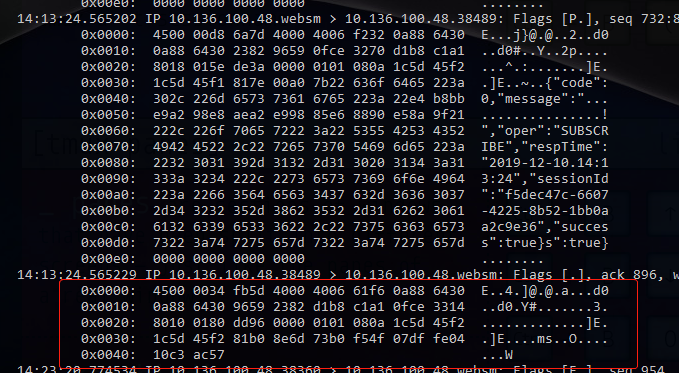 0x00e0: 0000 0000 0000 0000 ........
14:13:24.565202 IP 10.136.100.48.websm > 10.136.100.48.38489: Flags [P.], seq 732:8
0x0000: 4500 00d8 6a7d 4000 4006 f232 0a88 6430 E...j}@.@..2..d0
0x0010: 0a88 6430 2382 9659 0fce 3270 d1b8 c1a1 ..d0#..Y..2p....
0x0020: 8018 015e de3a 0000 0101 080a 1c5d 45f2 ...^.:.......]E.
0x0030: 1c5d 45f1 817e 00a0 7b22 636f 6465 223a .]E..~..{"code":
0x0040: 302c 226d 6573 7361 6765 223a 22e4 b8bb 0,"message":"...
0x0050: e9a2 98e8 aea2 e998 85e6 8890 e58a 9f21 ...............!
0x0060: 222c 226f 7065 7222 3a22 5355 4253 4352 ","oper":"SUBSCR
0x0070: 4942 4522 2c22 7265 7370 5469 6d65 223a IBE","respTime":
0x0080: 2232 3031 392d 3132 2d31 3020 3134 3a31 "2019-12-10.14:1
0x0090: 333a 3234 222c 2273 6573 7369 6f6e 4964 3:24","sessionId
0x00a0: 223a 2266 3564 6563 3437 632d 3636 3037 ":"f5dec47c-6607
0x00b0: 2d34 3232 352d 3862 3532 2d31 6262 3061 -4225-8b52-1bb0a
0x00c0: 6132 6339 6533 3622 2c22 7375 6363 6573 a2c9e36","succes
0x00d0: 7322 3a74 7275 657d 7322 3a74 7275 657d s":true}s":true}
0x00e0: 0000 0000 0000 0000 ........
14:13:24.565229 IP 10.136.100.48.38489 > 10.136.100.48.websm: Flags [.], ack 896, w
0x0000: 4500 0034 fb5d 4000 4006 61f6 0a88 6430 E..4.]@.@.a...d0
0x0010: 0a88 6430 9659 2382 d1b8 c1a1 0fce 3314 ..d0.Y#.......3.
0x0020: 8010 0180 dd96 0000 0101 080a 1c5d 45f2 .............]E.
0x0030: 1c5d 45f2 81b0 8e6d 73b0 f54f 07df fe04 .]E....ms..O....
0x0040: 10c3 ac57 ...W
14:23:20.774534 IP 10.136.100.48.38360 > 10.136.100.48.websm: Flags [F.], seq 954